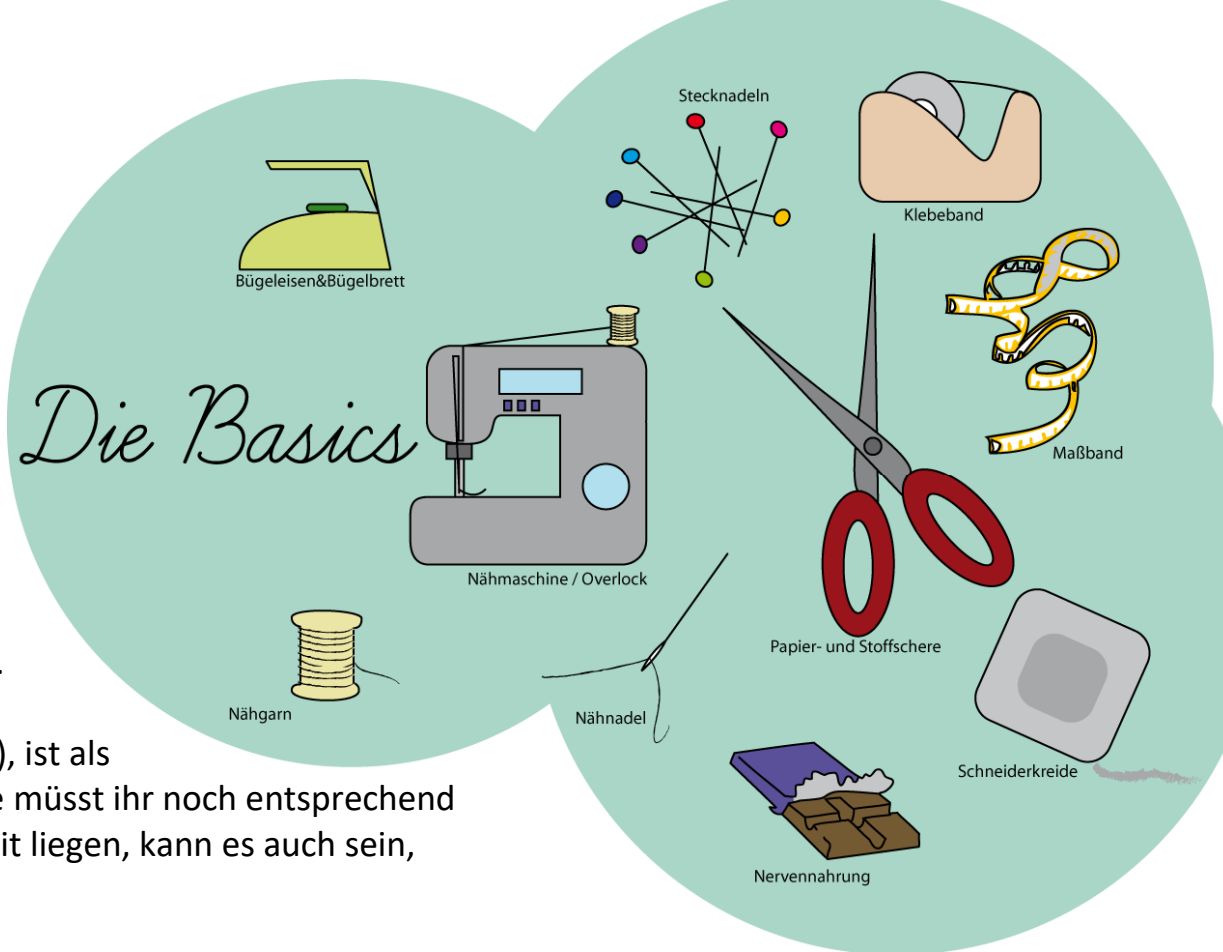 Stecknadeln
Klebeband
Bügeleisen&Bügelbrett
Die Basics
Maßband
Nähmaschine / Overlock
Papier- und Stoffschere
Nähgarn
Nähnadel
Schneiderkreide
Nervennahrung
.
), ist als
e müsst ihr noch entsprechend
it liegen, kann es auch sein,